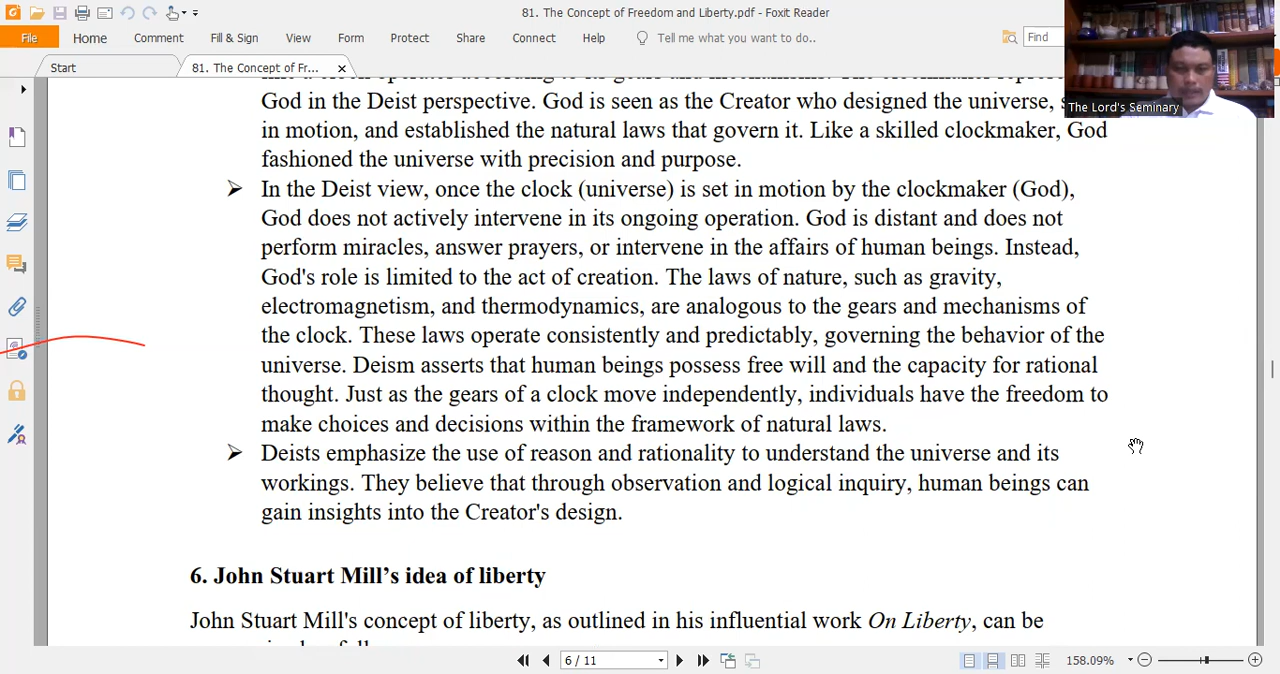 81. The Concept of Freedom and Liberty.pdf - Foxit Reader
File Home Comment Fill & Sign View Form Protect Share Connect Help Tell me what you want to do.. Find
Start 81. The Concept of Fr... ×
God in the Deist perspective. God is seen as the Creator who designed the universe,
in motion, and established the natural laws that govern it. Like a skilled clockmaker, God
fashioned the universe with precision and purpose.
The Lord's Seminary
➢ In the Deist view, once the clock (universe) is set in motion by the clockmaker (God),
God does not actively intervene in its ongoing operation. God is distant and does not
perform miracles, answer prayers, or intervene in the affairs of human beings. Instead,
God's role is limited to the act of creation. The laws of nature, such as gravity,
electromagnetism, and thermodynamics, are analogous to the gears and mechanisms of
the clock. These laws operate consistently and predictably, governing the behavior of the
universe. Deism asserts that human beings possess free will and the capacity for rational
thought. Just as the gears of a clock move independently, individuals have the freedom to
make choices and decisions within the framework of natural laws.
➢ Deists emphasize the use of reason and rationality to understand the universe and its
workings. They believe that through observation and logical inquiry, human beings can
gain insights into the Creator's design.
6. John Stuart Mill’s idea of liberty
John Stuart Mill's concept of liberty, as outlined in his influential work On Liberty, can be
6 / 11 158.09%